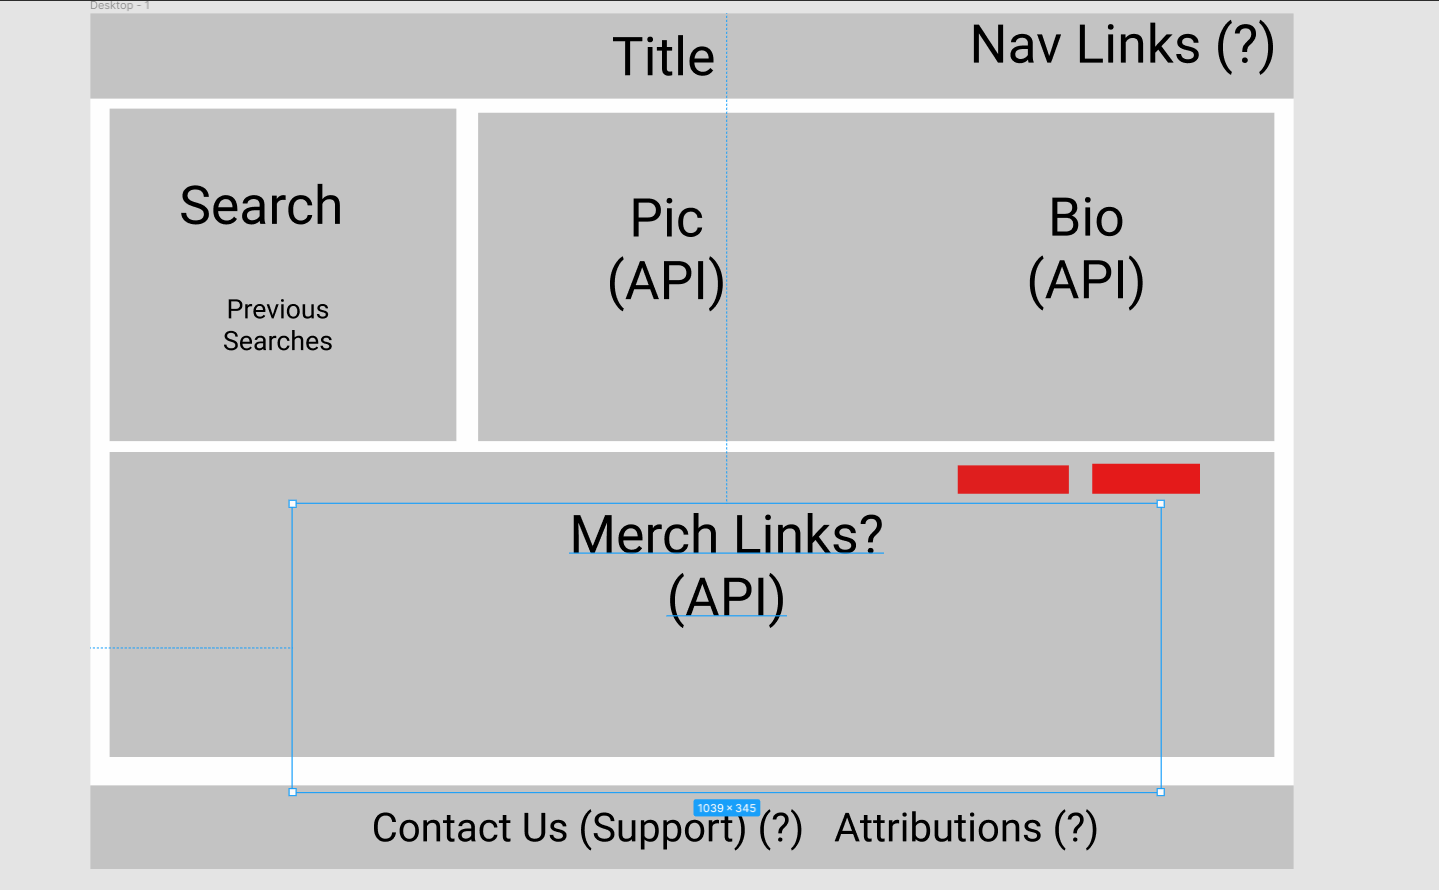 Desktop - 1
Title
Nav Links (?)
Search
Previous
Searches
Pic
(API)
Bio
(API)
Merch Links?
(API)
1039 × 345
Contact Us (Support) (?) Attributions (?)